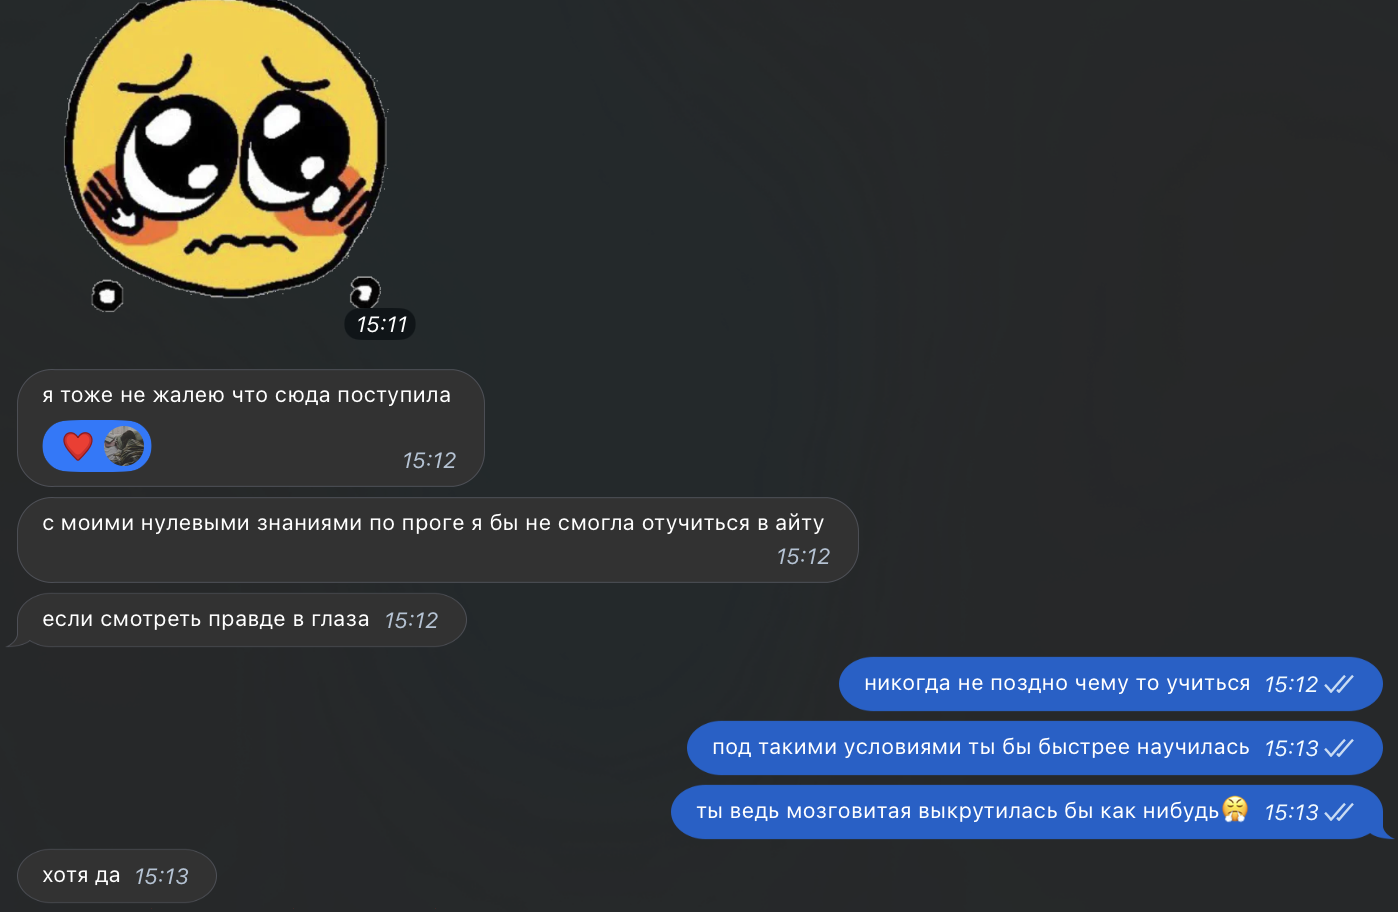 15:11
я тоже не жалею что сюда поступила
15:12
с моими нулевыми знаниями по проге я бы не смогла отучиться в айту
15:12
если смотреть правде в глаза 15:12
никогда не поздно чему то учиться 15:12
под такими условиями ты бы быстрее научилась 15:13
ты ведь мозговитая выкрутилась бы как нибудь😤 15:13
хотя да 15:13